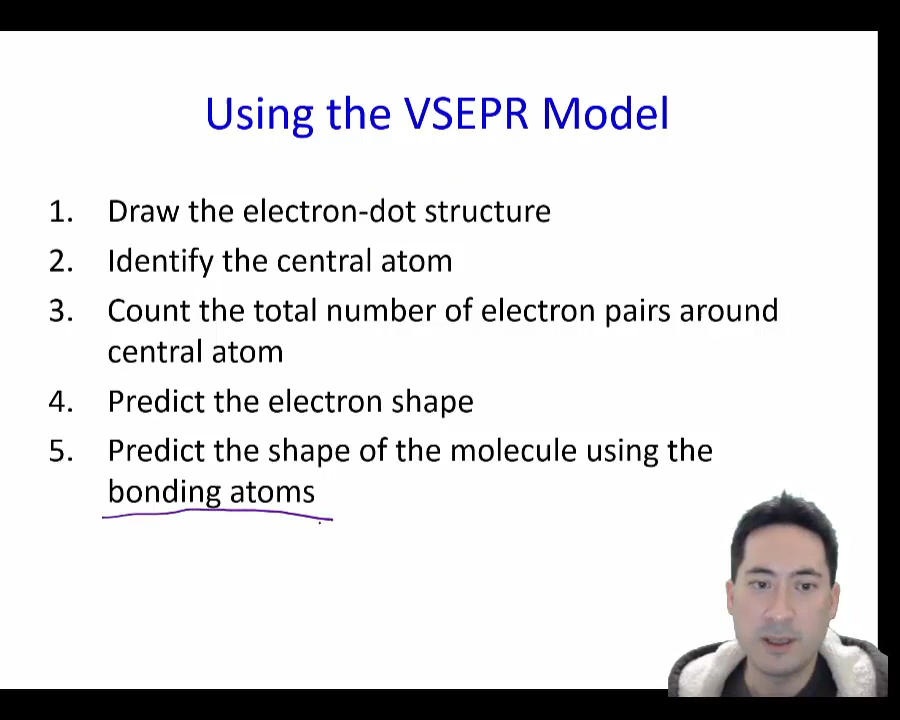 Using the VSEPR Model
1. Draw the electron-dot structure
2. Identify the central atom
3. Count the total number of electron pairs around
central atom
4. Predict the electron shape
5. Predict the shape of the molecule using the
bonding atoms